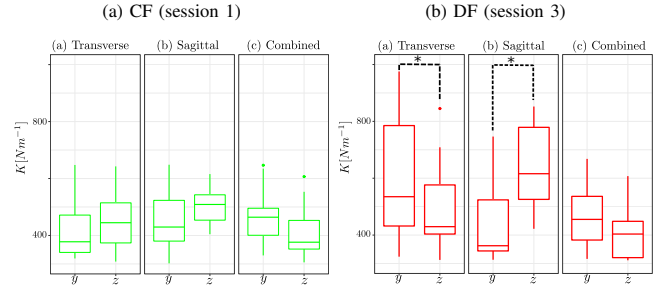 (a) CF (session 1)
(b) DF (session 3)
(a) Transverse
(b) Sagittal
(c) Combined
(a) Transverse
(b) Sagittal
(c) Combined
K[Nm⁻¹]
800
400
y
z
y
z
y
z
K[Nm⁻¹]
800
400
*
*
y
z
y
z
y
z